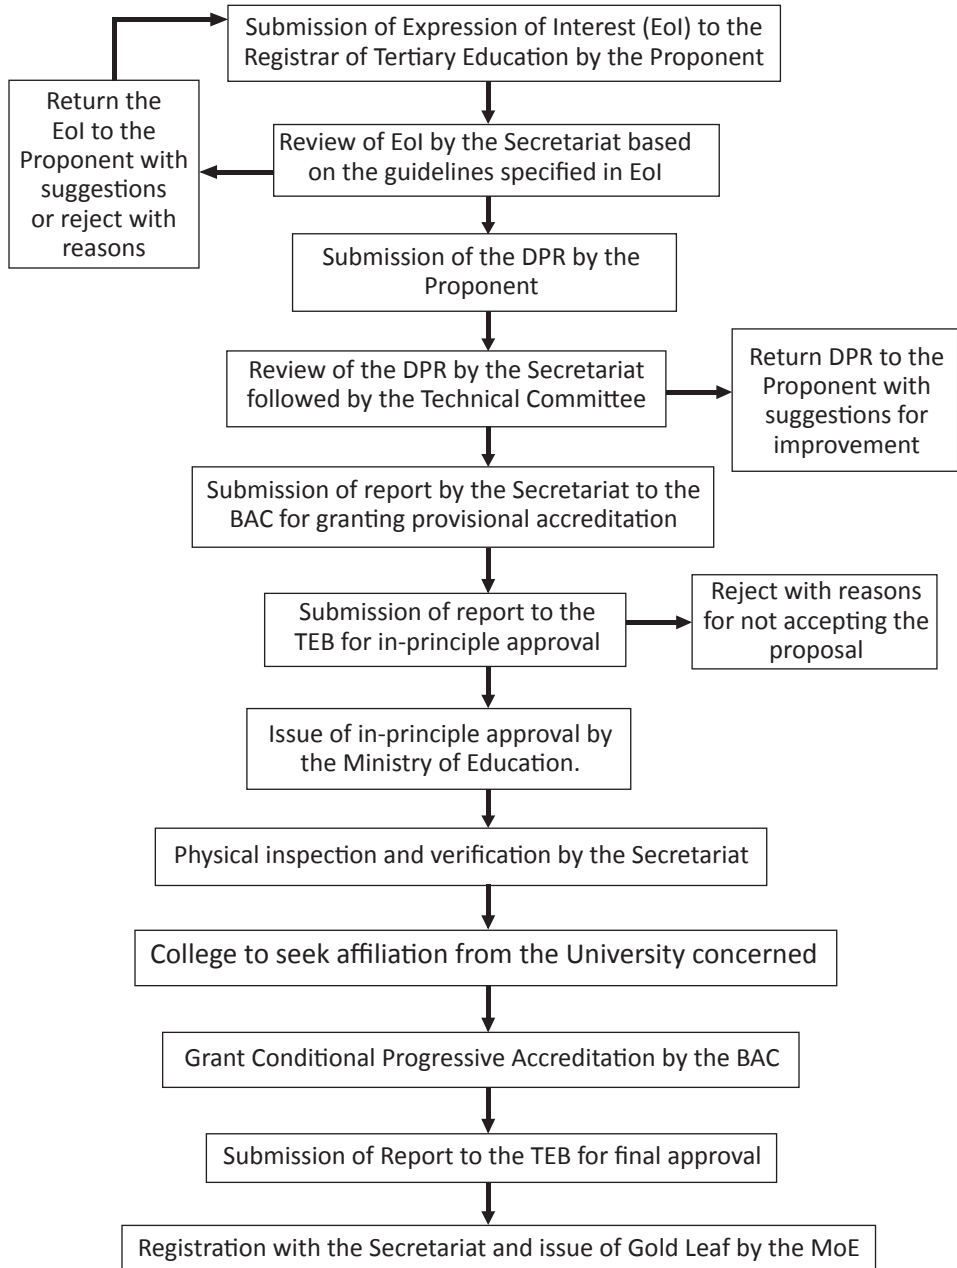 Submission of Expression of Interest (EoI) to the
Registrar of Tertiary Education by the Proponent
Return the
EoI to the
Proponent with
suggestions
or reject with
reasons
Review of EoI by the Secretariat based
on the guidelines specified in EoI
Submission of the DPR by the
Proponent
Review of the DPR by the Secretariat
followed by the Technical Committee
Return DPR to the
Proponent with
suggestions for
improvement
Submission of report by the Secretariat to the
BAC for granting provisional accreditation
Submission of report to the
TEB for in-principle approval
Reject with reasons
for not accepting the
proposal
Issue of in-principle approval by
the Ministry of Education.
Physical inspection and verification by the Secretariat
College to seek affiliation from the University concerned
Grant Conditional Progressive Accreditation by the BAC
Submission of Report to the TEB for final approval
Registration with the Secretariat and issue of Gold Leaf by the MoE